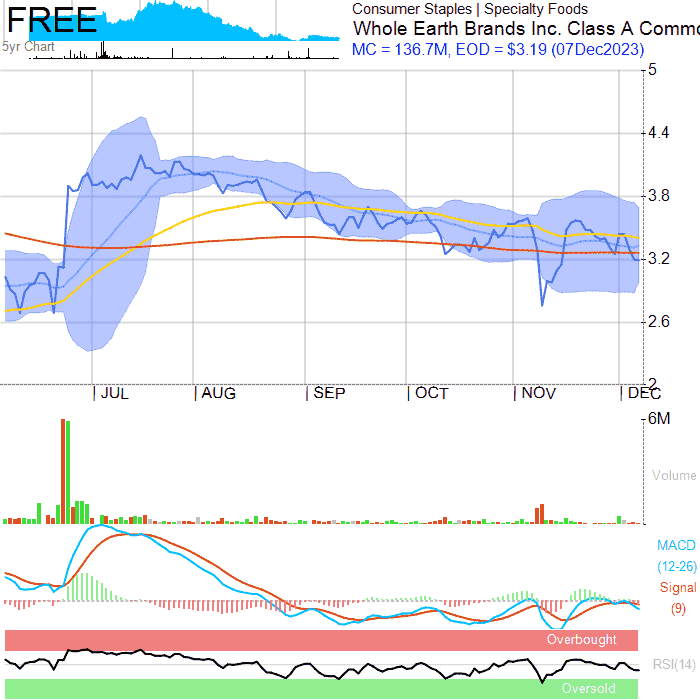 FREE
5yr Chart
Consumer Staples | Specialty Foods
Whole Earth Brands Inc. Class A Commo
MC = 136.7M, EOD = $3.19 (07Dec2023)
5
4.4
3.8
3.2
2.6
2
JUL AUG SEP OCT NOV DEC
6M
Volume
MACD
(12-26)
Signal
(9)
Overbought
RSI(14)
Oversold